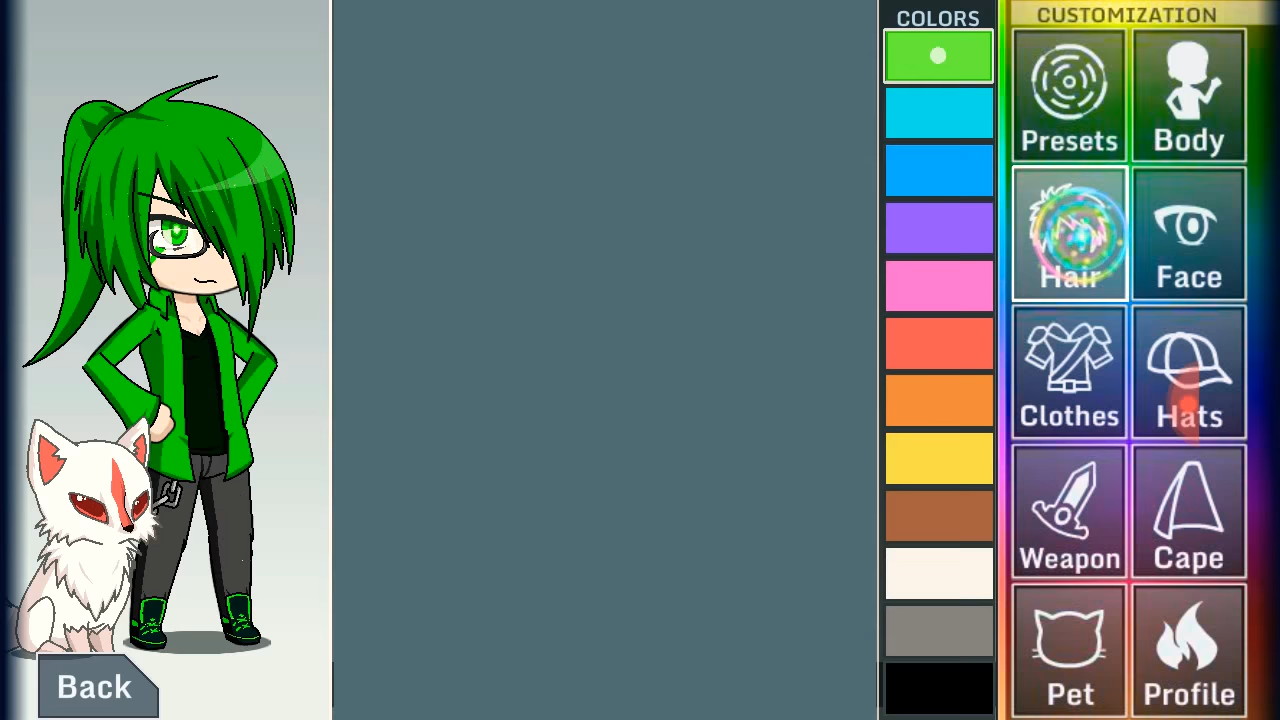 COLORS
CUSTOMIZATION
Presets
Body
Hair
Face
Clothes
Hats
Weapon
Cape
Pet
Profile
Back